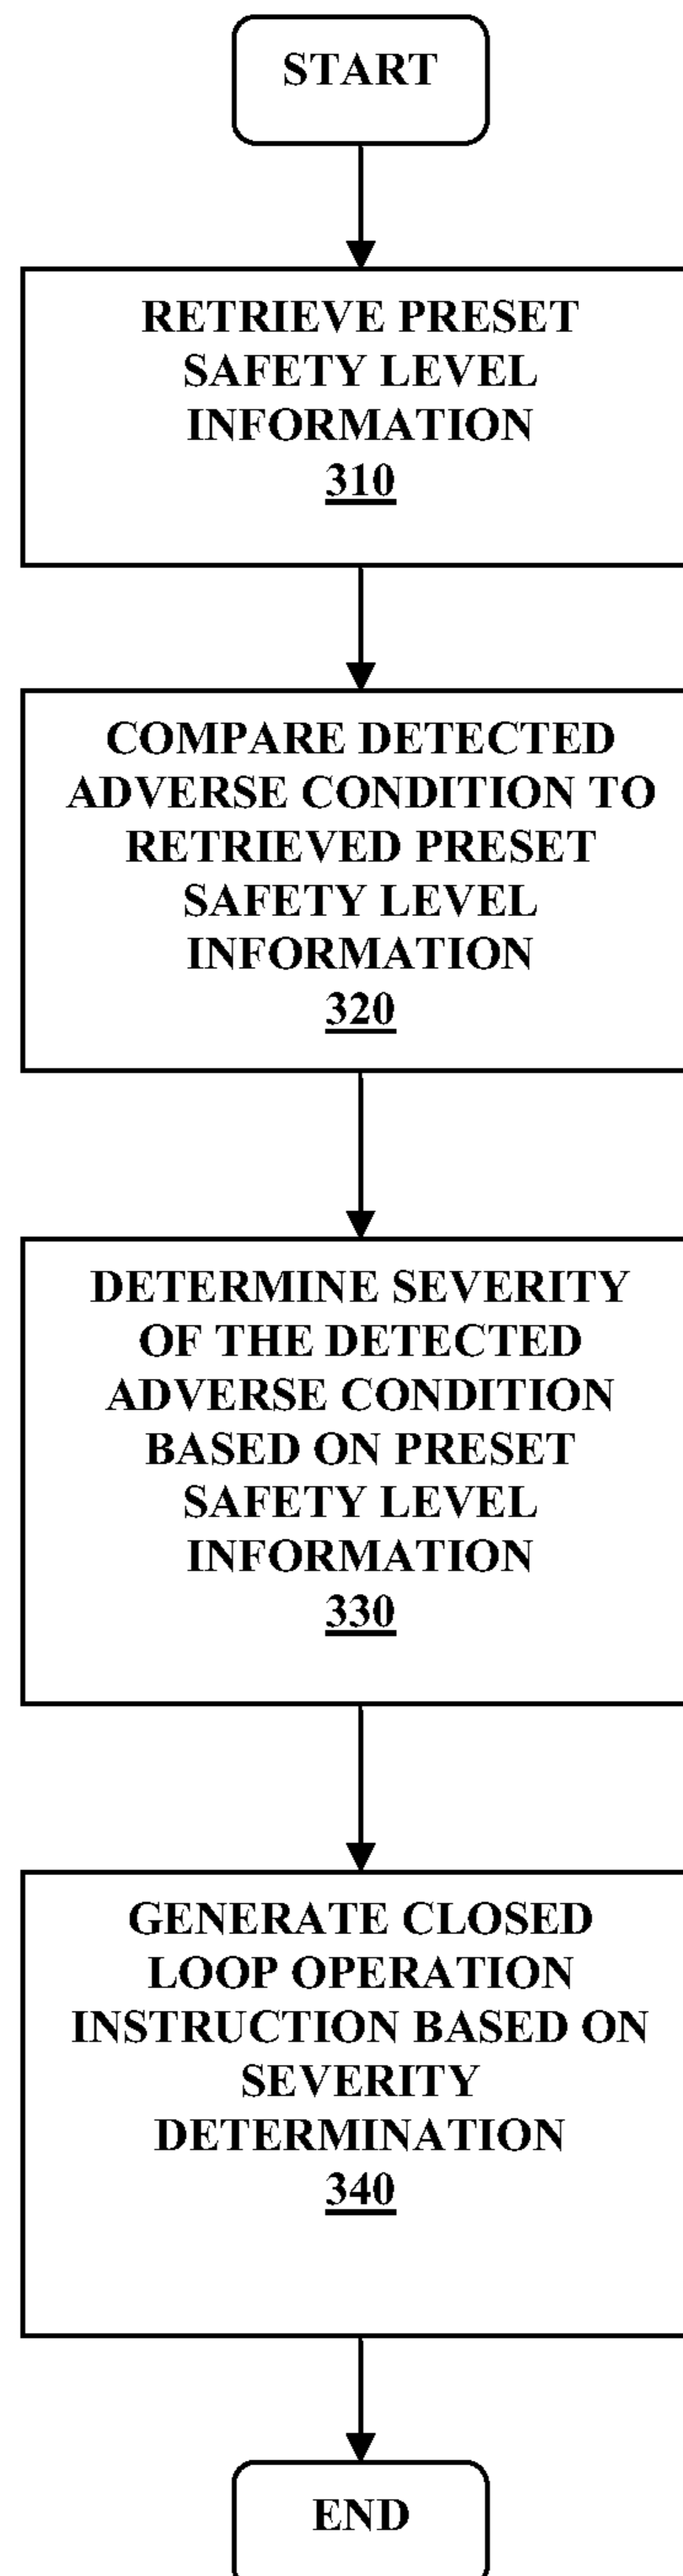 START
RETRIEVE PRESET
SAFETY LEVEL
INFORMATION
310
COMPARE DETECTED
ADVERSE CONDITION TO
RETRIEVED PRESET
SAFETY LEVEL
INFORMATION
320
DETERMINE SEVERITY
OF THE DETECTED
ADVERSE CONDITION
BASED ON PRESET
SAFETY LEVEL
INFORMATION
330
GENERATE CLOSED
LOOP OPERATION
INSTRUCTION BASED ON
SEVERITY
DETERMINATION
340
END